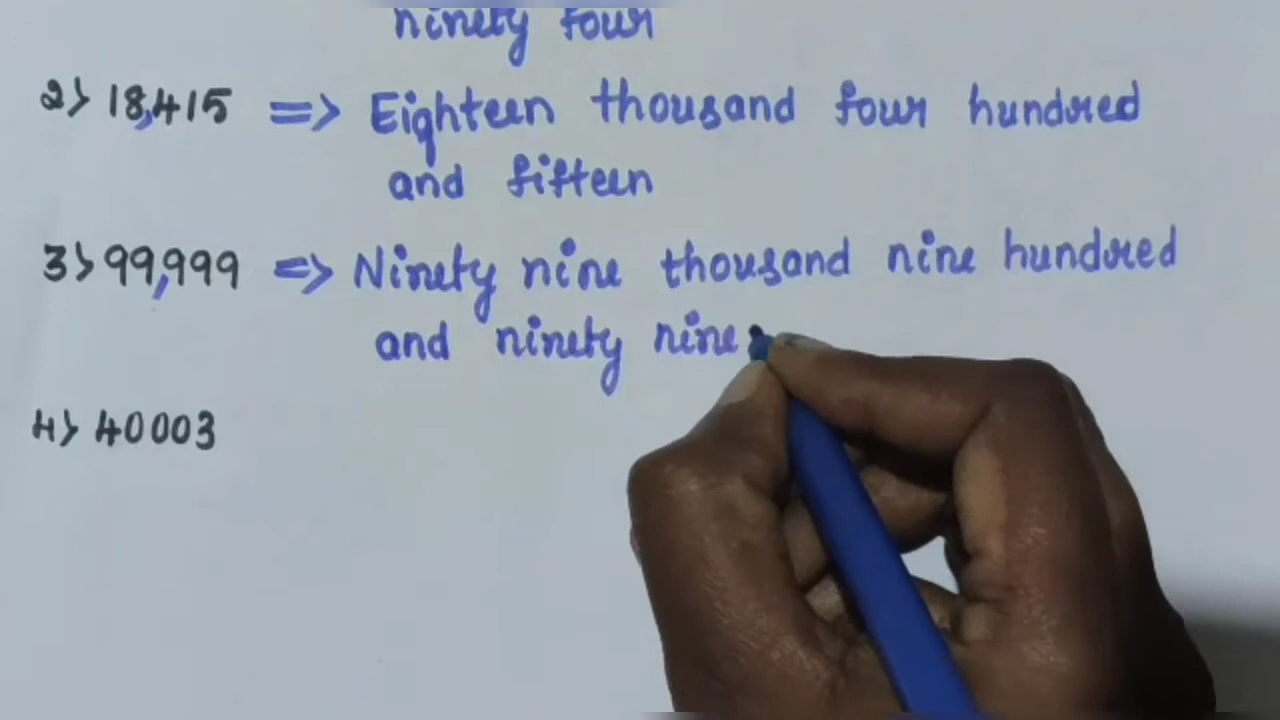 ninety four
2> 18,415 => Eighteen thousand four hundred
and fifteen
3> 99,999 => Ninety nine thousand nine hundred
and ninety nine
4> 40003